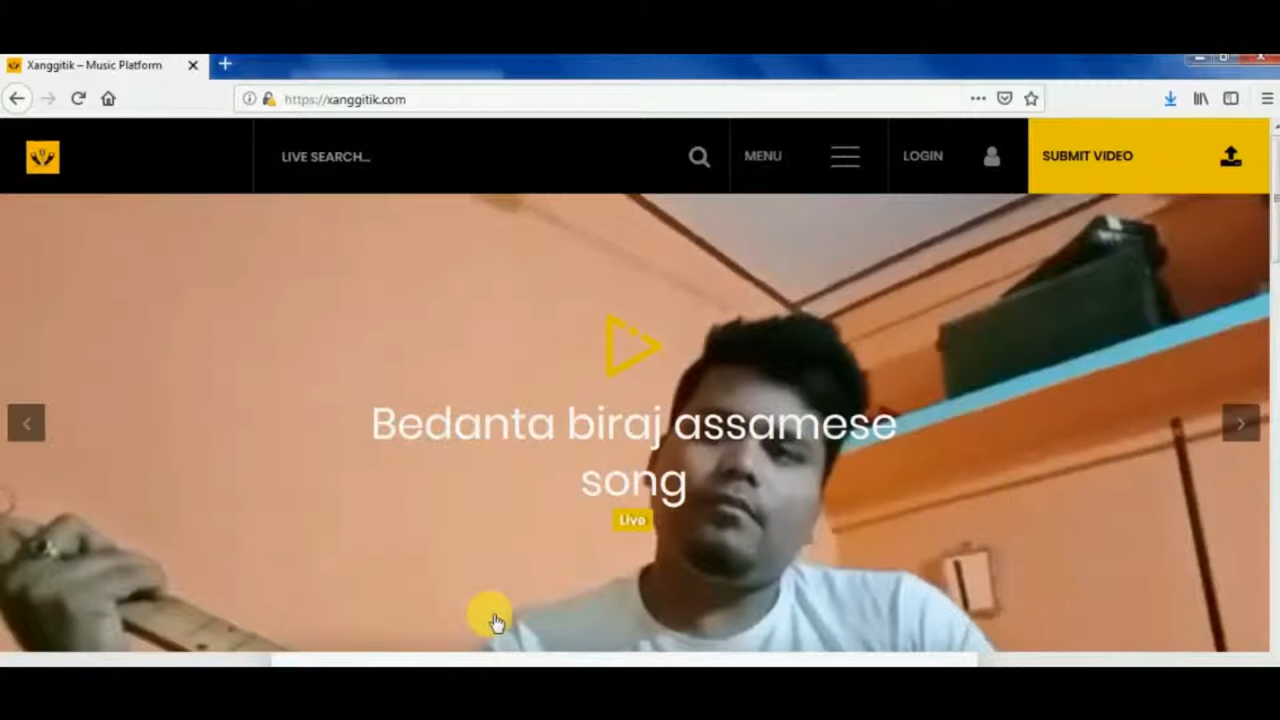 Xanggitik – Music Platform
https://xanggitik.com
LIVE SEARCH...
MENU
LOGIN
SUBMIT VIDEO
Bedanta biraj assamese
song
Live